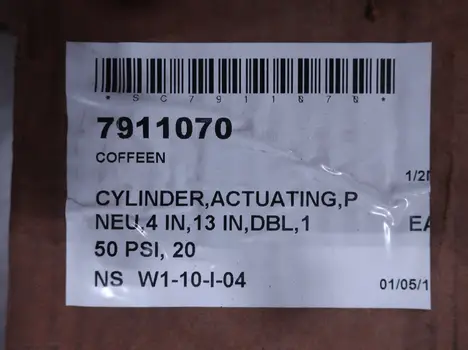 *SC7911070*
7911070
COFFEEN
1/2
CYLINDER,ACTUATING,P
NEU,4 IN,13 IN,DBL,1 EA
50 PSI, 20
NS W1-10-I-04 01/05/1